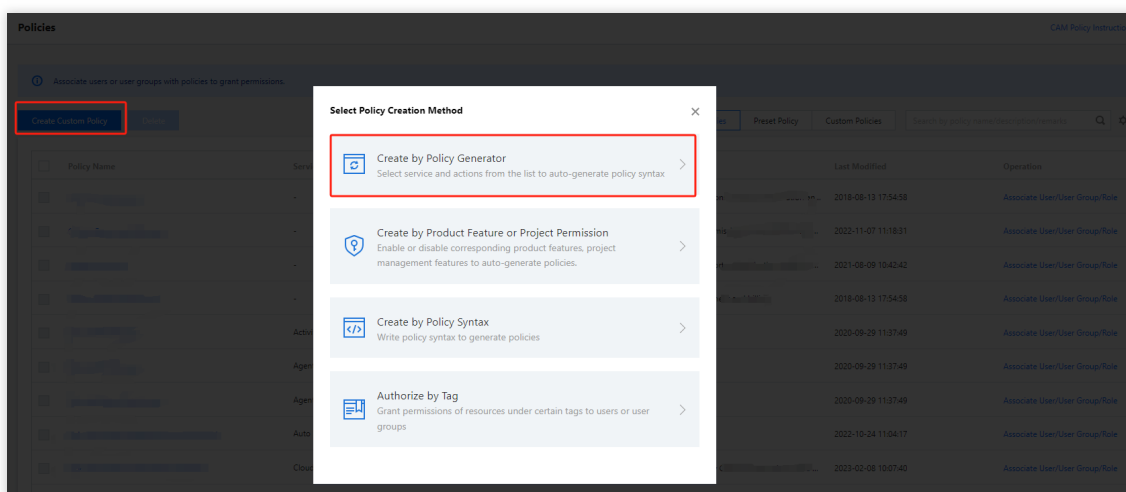 Policies
CAM Policy Instructio
Associate users or user groups with policies to grant permissions.
Create Custom Policy
Delete
Preset Policy
Custom Policies
Policy Name
Servi
Last Modified
Operation
- 2018-08-13 17:54:58 Associate User/User Group/Role
- 2022-11-07 11:18:31 Associate User/User Group/Role
- 2021-08-09 10:42:42 Associate User/User Group/Role
- 2018-08-13 17:54:58 Associate User/User Group/Role
2020-09-29 11:37:49 Associate User/User Group/Role
Agen 2020-09-29 11:37:49 Associate User/User Group/Role
Agen 2020-09-29 11:37:49 Associate User/User Group/Role
Auto 2022-10-24 11:04:17 Associate User/User Group/Role
Cloud 2023-02-08 10:07:40 Associate User/User Group/Role
Select Policy Creation Method
Create by Policy Generator
Select service and actions from the list to auto-generate policy syntax
Create by Product Feature or Project Permission
Enable or disable corresponding product features, project
management features to auto-generate policies.
Create by Policy Syntax
Write policy syntax to generate policies
Authorize by Tag
Grant permissions of resources under certain tags to users or user
groups